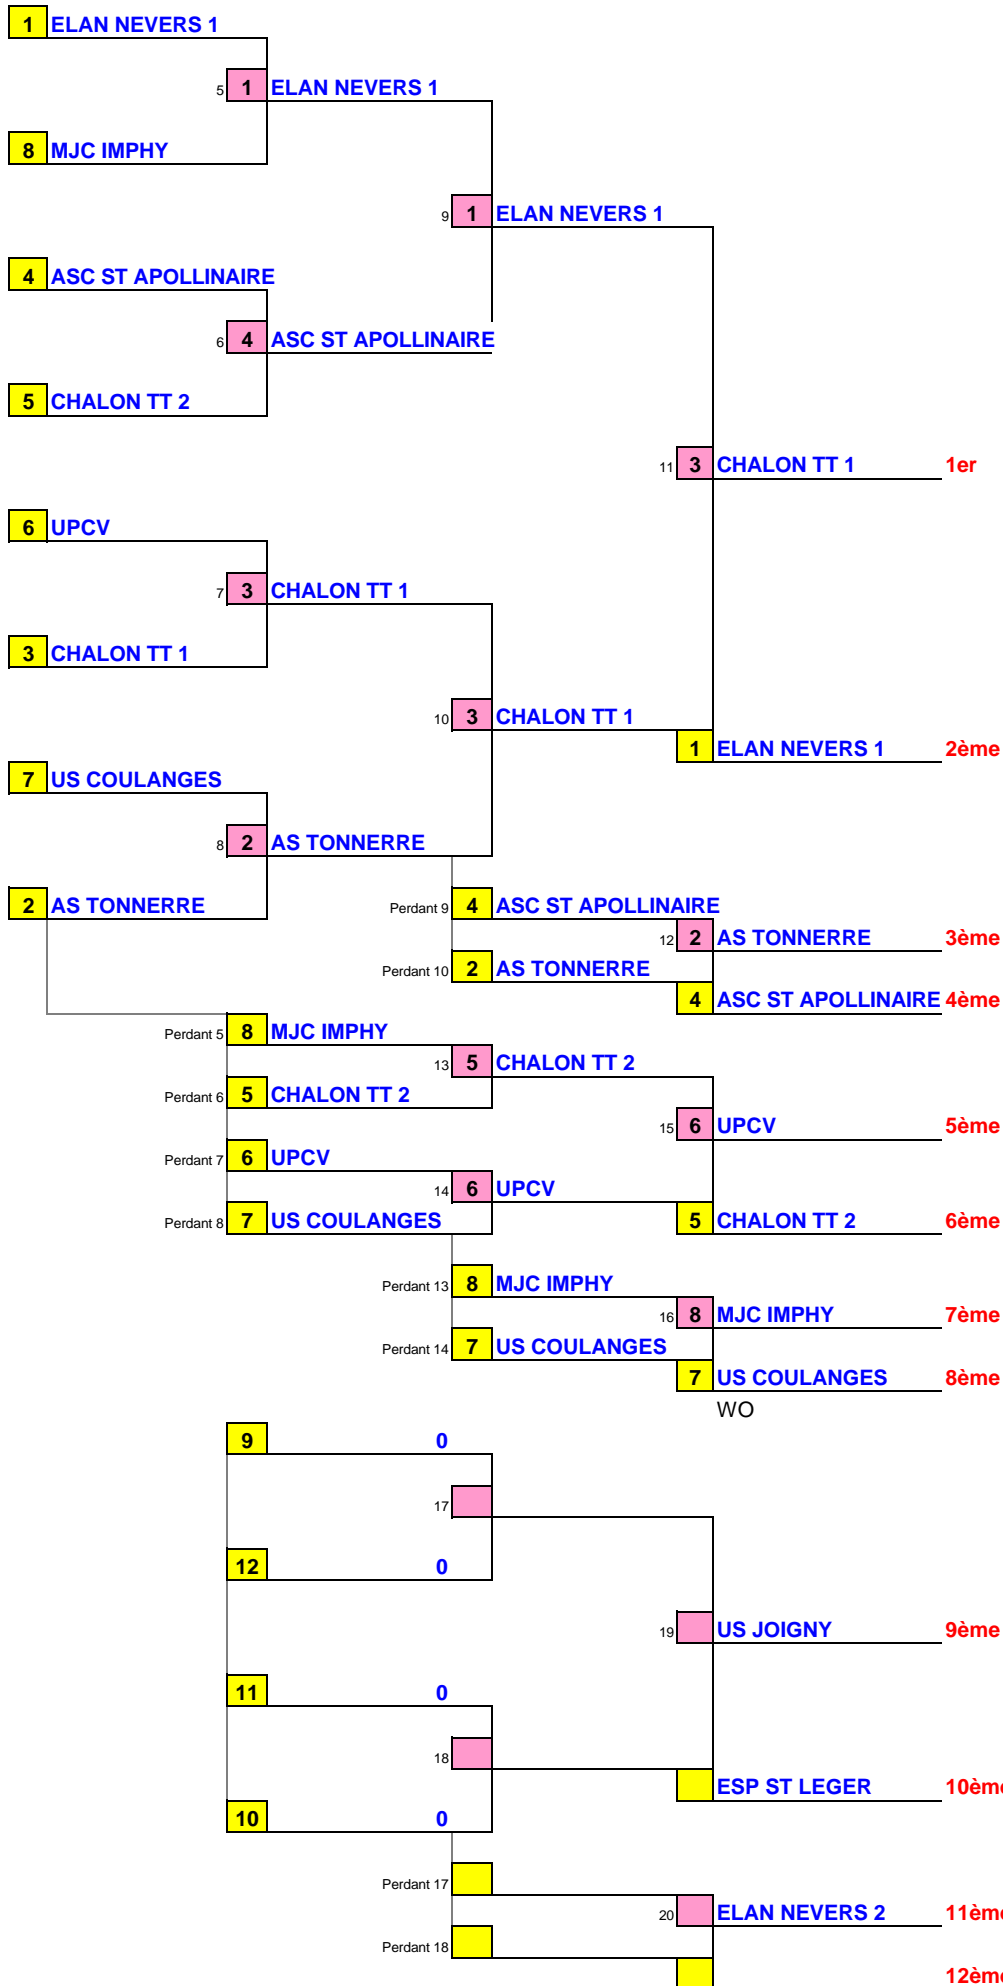 1 ELAN NEVERS 1
5 1 ELAN NEVERS 1
8 MJC IMPHY
9 1 ELAN NEVERS 1
4 ASC ST APOLLINAIRE
6 4 ASC ST APOLLINAIRE
5 CHALON TT 2
11 3 CHALON TT 1 1er
6 UPCV
7 3 CHALON TT 1
3 CHALON TT 1
10 3 CHALON TT 1
1 ELAN NEVERS 1 2ème
7 US COULANGES
8 2 AS TONNERRE
2 AS TONNERRE
Perdant 9 4 ASC ST APOLLINAIRE
12 2 AS TONNERRE 3ème
Perdant 10 2 AS TONNERRE
4 ASC ST APOLLINAIRE 4ème
Perdant 5 8 MJC IMPHY
13 5 CHALON TT 2
Perdant 6 5 CHALON TT 2
15 6 UPCV 5ème
Perdant 7 6 UPCV
14 6 UPCV
Perdant 8 7 US COULANGES
5 CHALON TT 2 6ème
Perdant 13 8 MJC IMPHY
16 8 MJC IMPHY 7ème
Perdant 14 7 US COULANGES
7 US COULANGES 8ème
WO
9 0
17
12 0
19 US JOIGNY 9ème
11 0
18
ESP ST LEGER 10ème
10 0
Perdant 17
20 ELAN NEVERS 2 11ème
Perdant 18
12ème